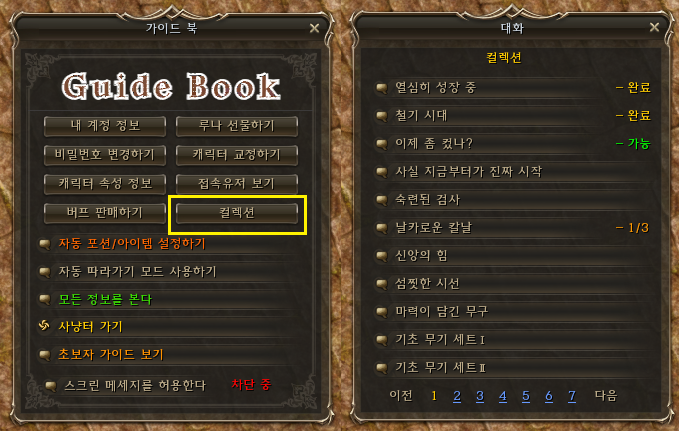 가이드 북
Guide Book
내 계정 정보 루나 선물하기
비밀번호 변경하기 캐릭터 교정하기
캐릭터 속성 정보 접속유저 보기
버프 판매하기 컬렉션
자동 포션/아이템 설정하기
자동 따라가기 모드 사용하기
모든 정보를 본다
사냥터 가기
초보자 가이드 보기
스크린 메세지를 허용한다 차단 중
대화
컬렉션
열심히 성장 중 - 완료
철기 시대 - 완료
이제 좀 컸나? - 가능
사실 지금부터가 진짜 시작
숙련된 검사
날카로운 칼날 - 1/3
신앙의 힘
섬찟한 시선
마력이 담긴 무구
기초 무기 세트Ⅰ
기초 무기 세트Ⅱ
이전 1 2 3 4 5 6 7 다음